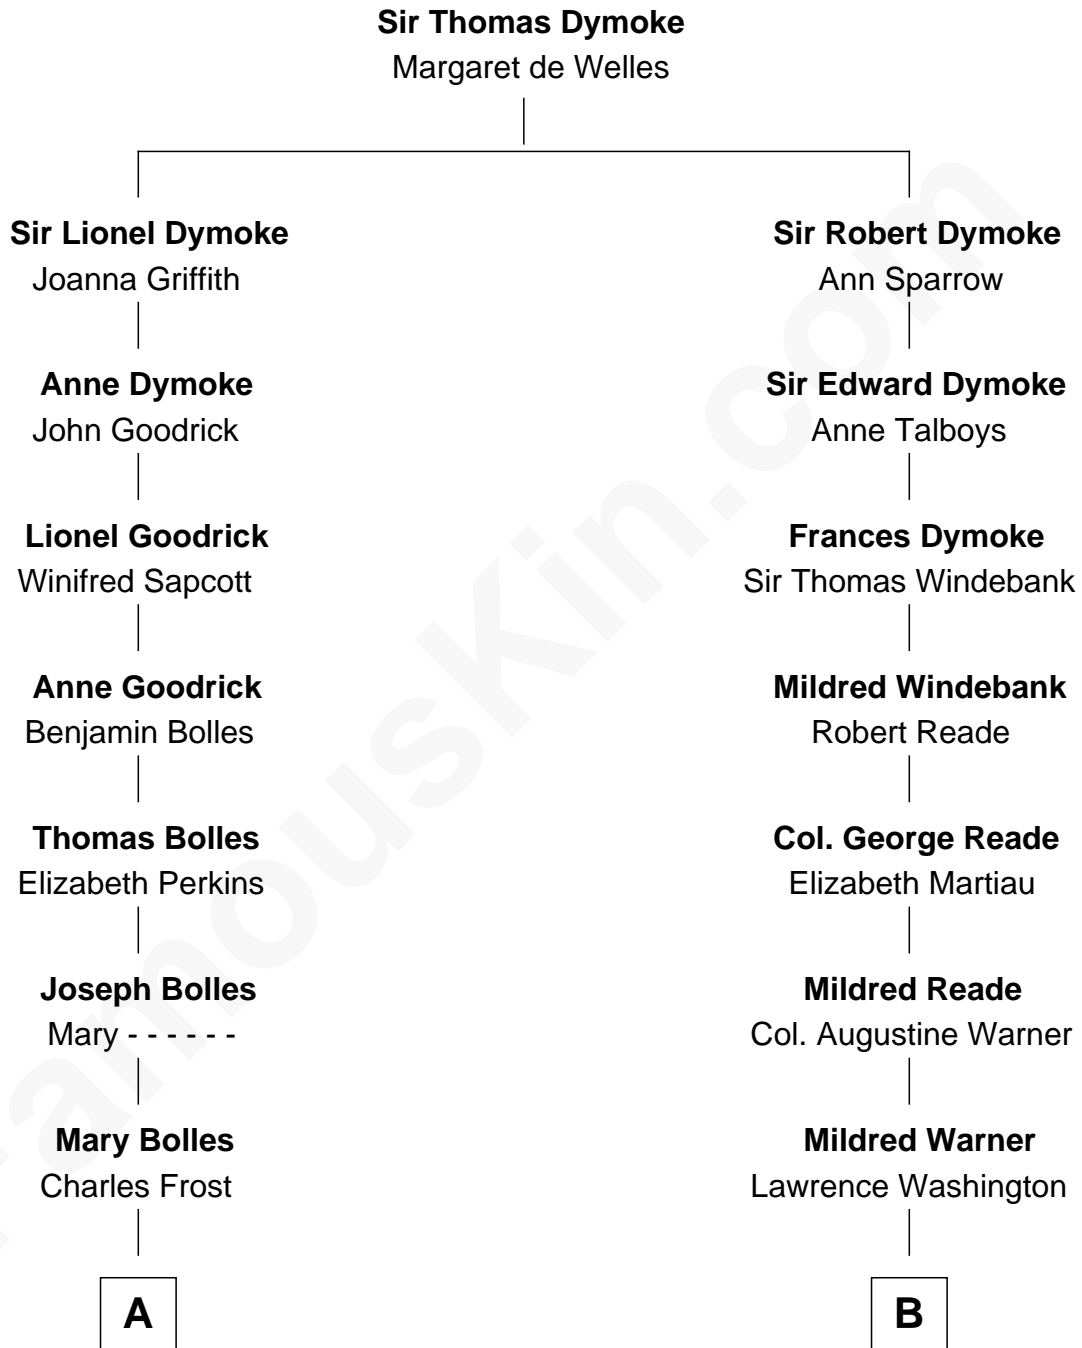 Sir Thomas Dymoke
Margaret de Welles
Sir Lionel Dymoke
Joanna Griffith
Sir Robert Dymoke
Ann Sparrow
Anne Dymoke
John Goodrick
Sir Edward Dymoke
Anne Talboys
Lionel Goodrick
Winifred Sapcott
Frances Dymoke
Sir Thomas Windebank
Anne Goodrick
Benjamin Bolles
Mildred Windebank
Robert Reade
Thomas Bolles
Elizabeth Perkins
Col. George Reade
Elizabeth Martiau
Joseph Bolles
Mary - - - - - -
Mildred Reade
Col. Augustine Warner
Mary Bolles
Charles Frost
Mildred Warner
Lawrence Washington
A
B
FamousKin.com